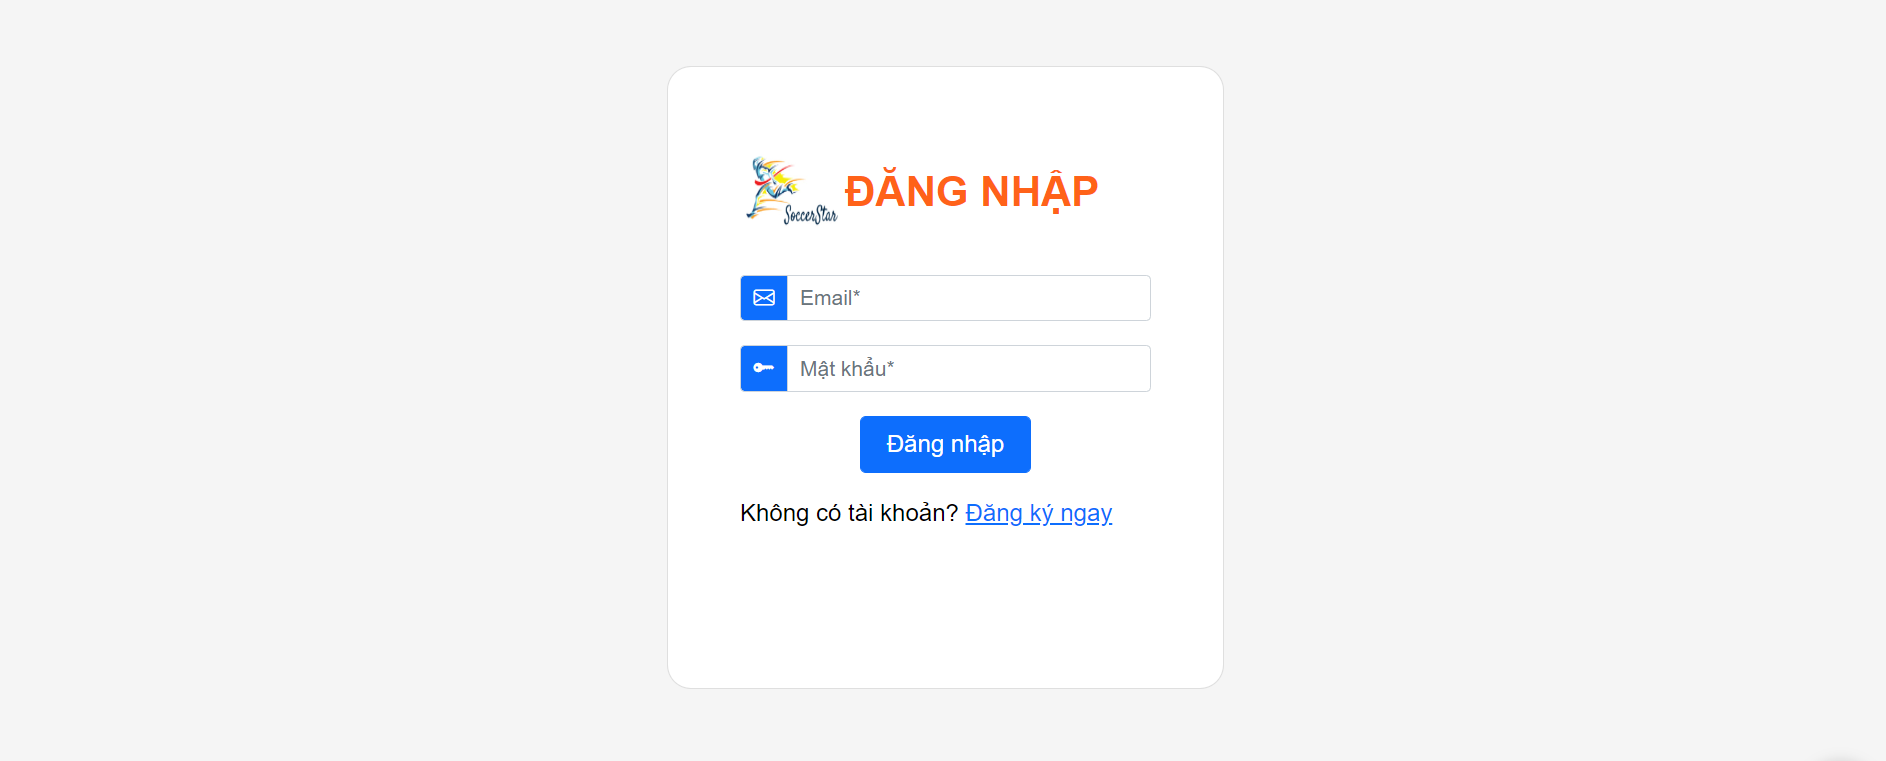 SoccerStar ĐĂNG NHẬP
Email*
Mật khẩu*
Đăng nhập
Không có tài khoản? Đăng ký ngay